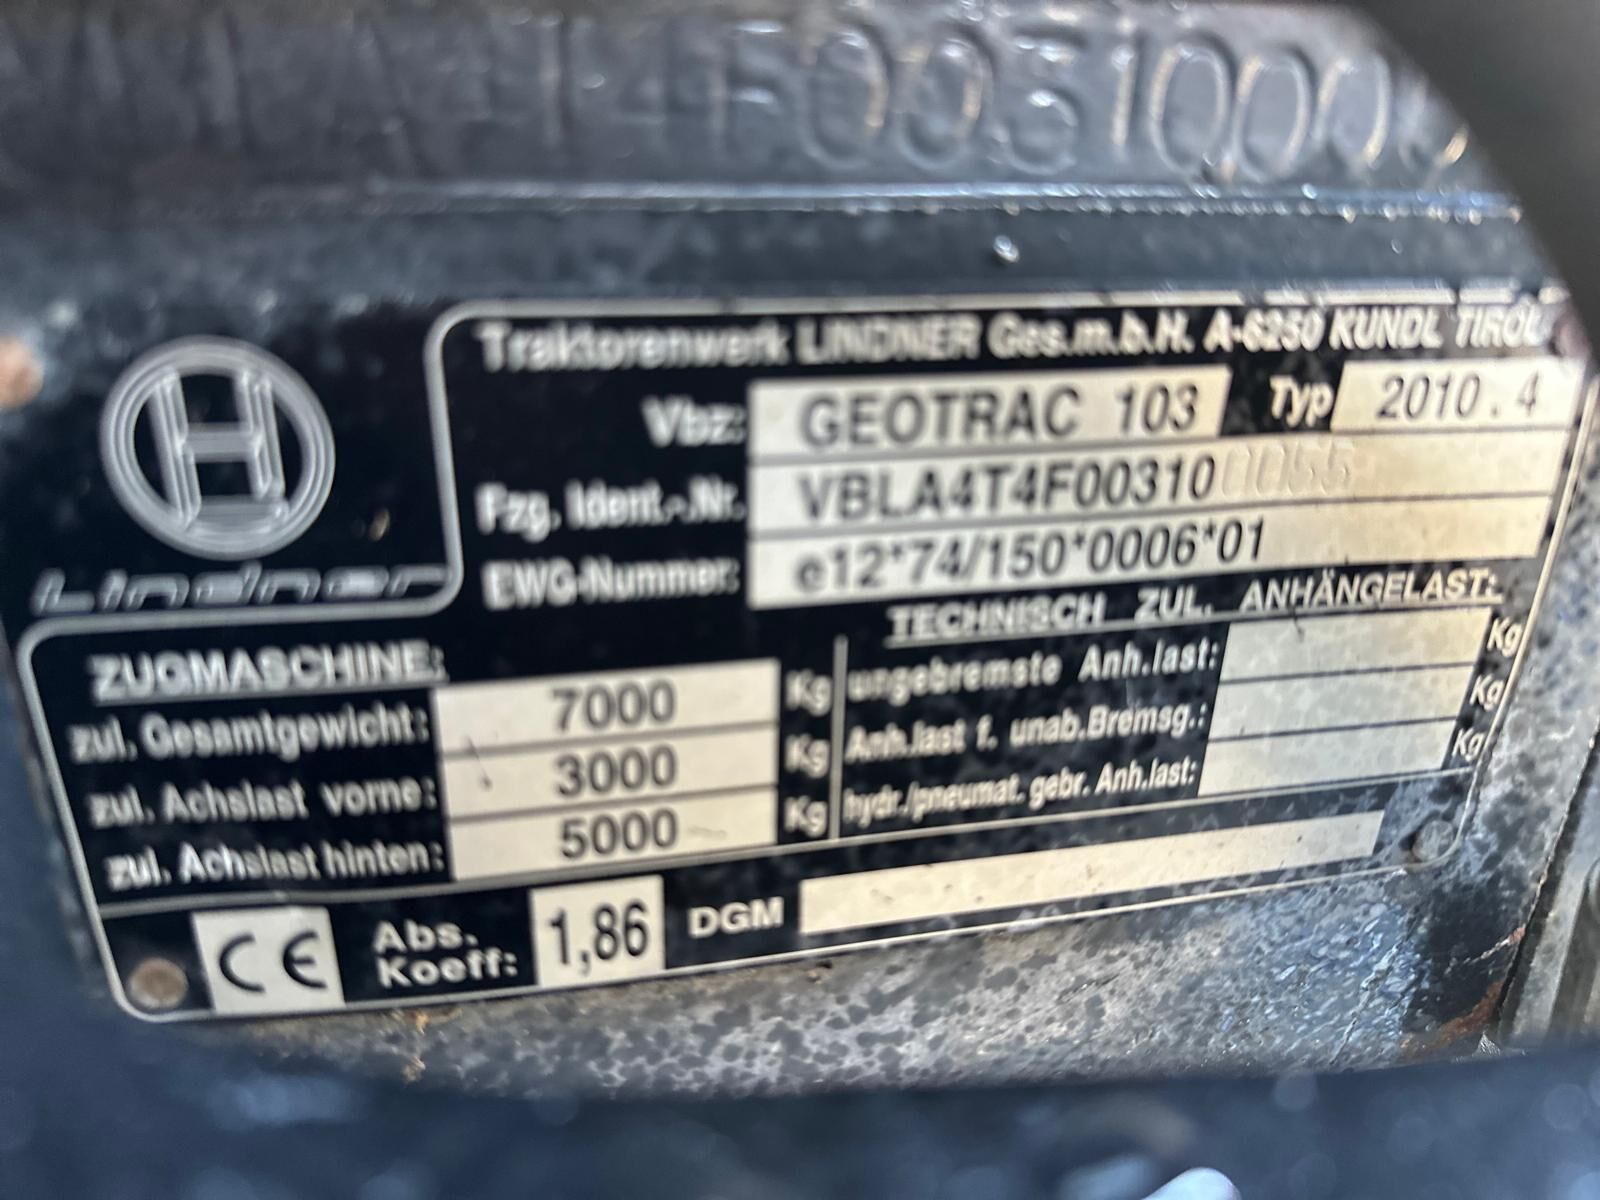 A4T4F0031000
Traktorenwerk LINDNER Ges.m.b.H. A-6250 KUNDL TIROL
Vbz: GEOTRAC 103 Typ 2010.4
Fzg. Ident.-Nr. VBLA4T4F003100055
EWG-Nummer: e12*74/150*0006*01
Lindner
TECHNISCH ZUL. ANHÄNGELAST:
ZUGMASCHINE:
zul. Gesamtgewicht: 7000 Kg
zul. Achslast vorne: 3000 Kg
zul. Achslast hinten: 5000 Kg
ungebremste Anh.last: Kg
Anh.last f. unab.Bremsg.: Kg
hydr./pneumat. gebr. Anh.last: Kg
CE Abs. Koeff: 1,86 DGM